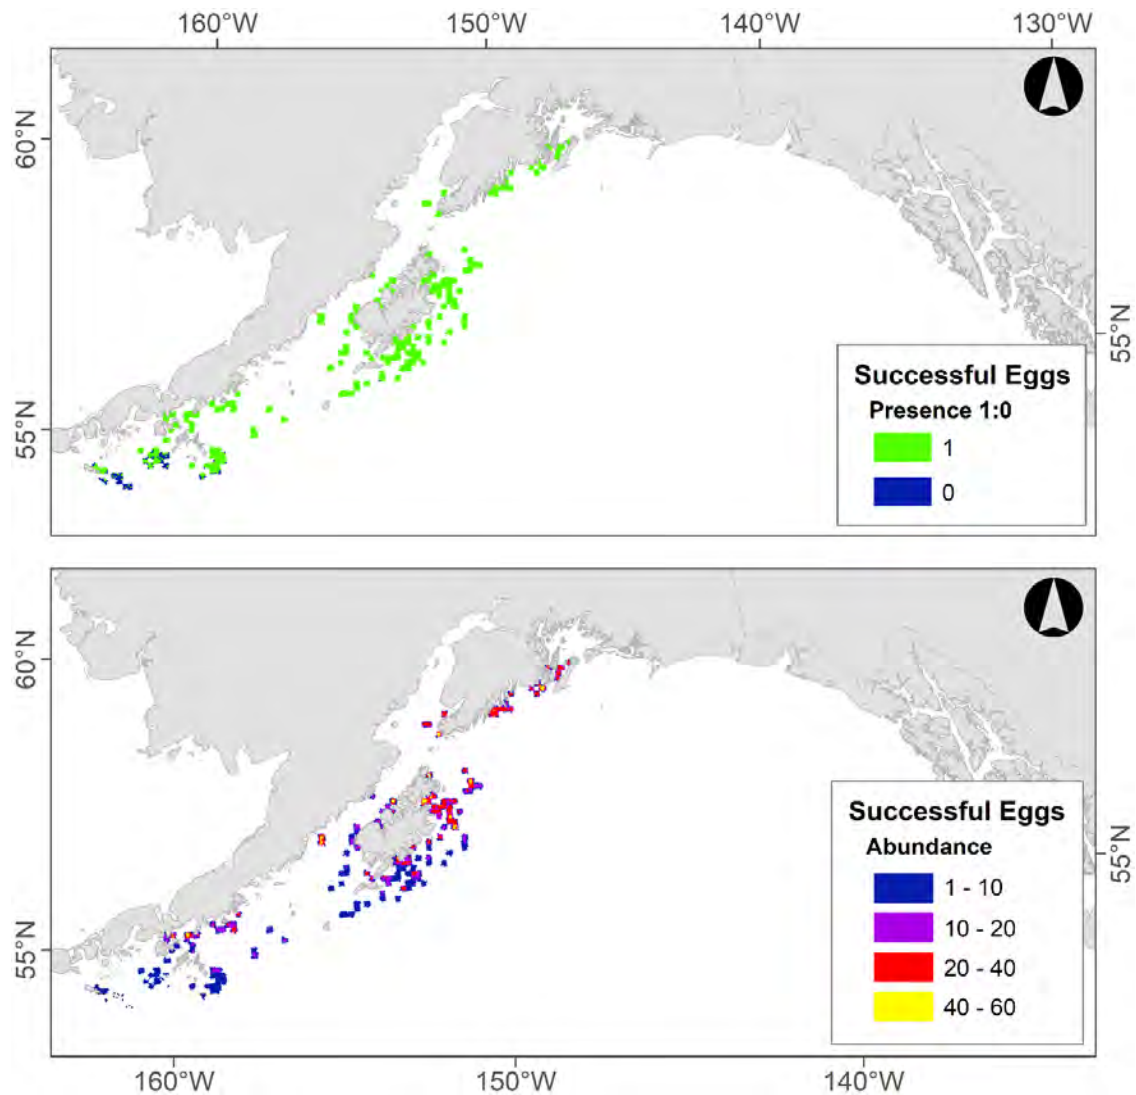 160°W 150°W 140°W 130°W
60°N
55°N
55°N
Successful Eggs
Presence 1:0
1
0
60°N
55°N
55°N
Successful Eggs
Abundance
1 - 10
10 - 20
20 - 40
40 - 60
160°W 150°W 140°W